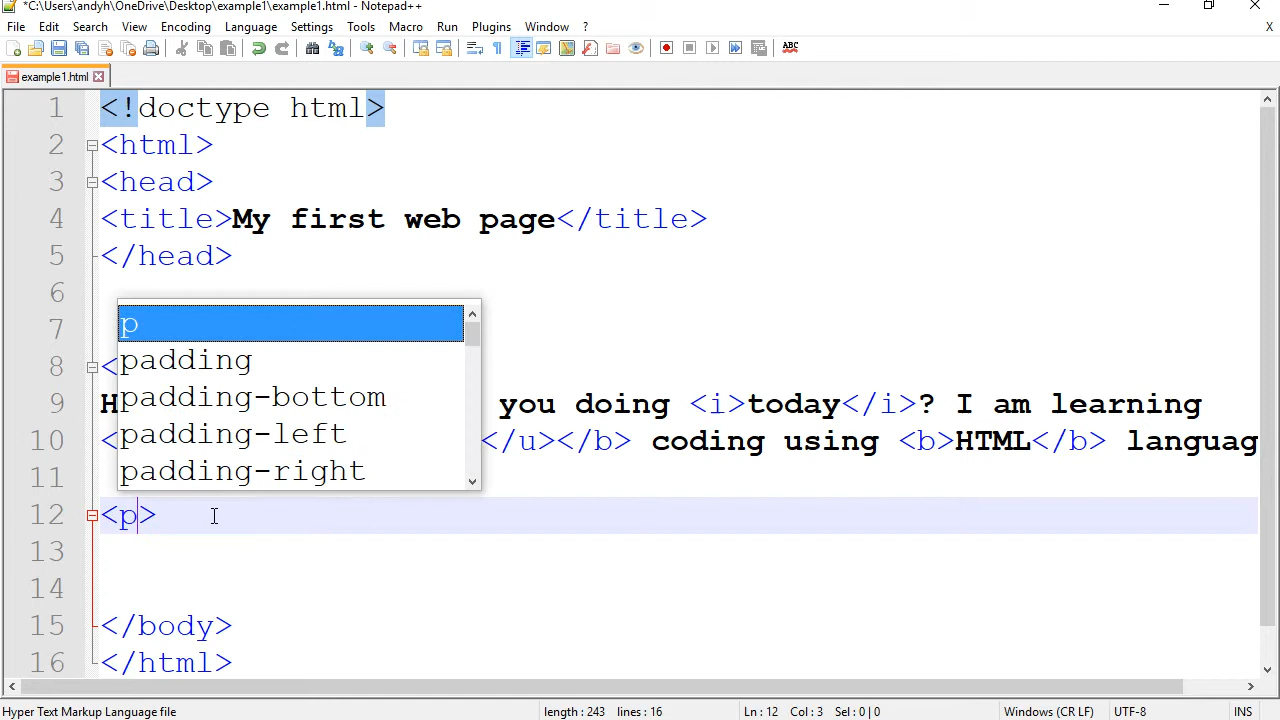 *C:\Users\andyh\OneDrive\Desktop\example1\example1.html - Notepad++
File Edit Search View Encoding Language Settings Tools Macro Run Plugins Window ? X
ABC
example1.html
1 <!doctype html>
2 <html>
3 <head>
4 <title>My first web page</title>
5 </head>
6
p
7
padding
8 <
padding-bottom
9 H you doing <i>today</i>? I am learning
padding-left
10 < </u></b> coding using <b>HTML</b> languag
padding-right
11
12 <p>
13
14
15 </body>
16 </html>
Hyper Text Markup Language file length : 243 lines : 16 Ln : 12 Col : 3 Sel : 0 | 0 Windows (CR LF) UTF-8 INS